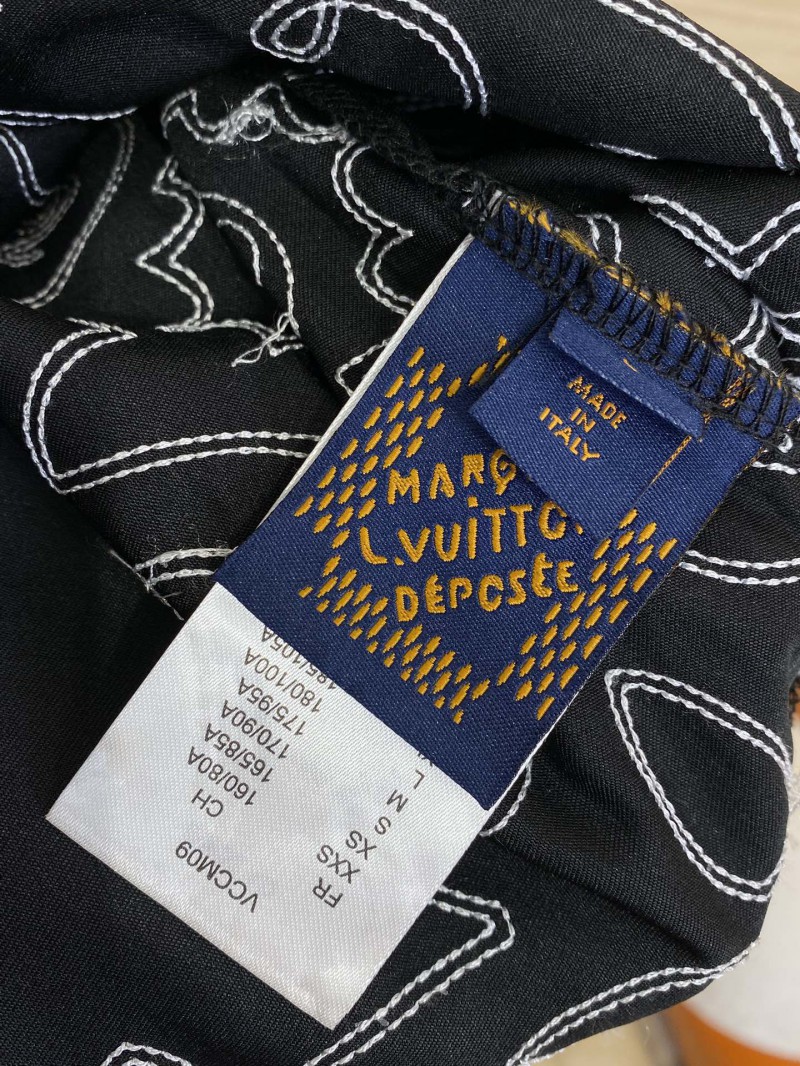 MADE
IN
ITALY
MARQ
L.VUITTO
DÉPOSÉE
VCCM09
FR CH
XXS 160/80A
XS 165/85A
S 170/90A
M 175/95A
L 180/100A
185/105A